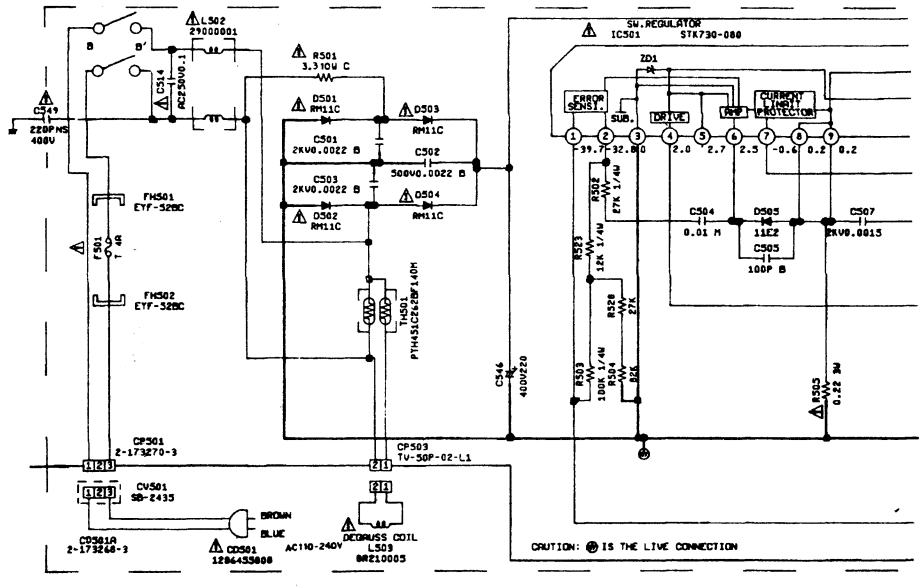 L502
29000001
B B'
C514
AC250V0.1
R501
3.310W C
C549
220PNS
400V
D501
RM11C
D503
RM11C
C501
2KV0.0022 B
C502
500V0.0022 B
C503
2KV0.0022 B
D502
RM11C
D504
RM11C
FH501
EYF-52BC
F501
T 4A
FH502
EYF-52BC
TH501
PTH451C262BF140M
C546
400V220
CP501
2-173270-3
1 2 3
CV501
SB-2435
1 2 3
CD501A
2-173268-3
BROWN
BLUE
CD501
AC110-240V
CP503
TV-50P-02-L1
2 1
2 1
DEGAUSS COIL
L503
SW.REGULATOR
IC501 STK730-080
ZD1
ERROR
SENSI.
SUB.
DRIVE
AMP
CURRENT
LIMAIT
PROTECTOR
1 2 3 4 5 6 7 8 9
-39.7 -32.8 0 2.0 2.7 2.5 -0.6 0.2 0.2
R502
27K 1/4W
C504
0.01 M
D505
11E2
C505
100P B
C507
2KV0.0015
R523
12K 1/4W
R528
27K
R503
100K 1/4W
R504
82K
R505
0.22 3W
CAUTION: IS THE LIVE CONNECTION